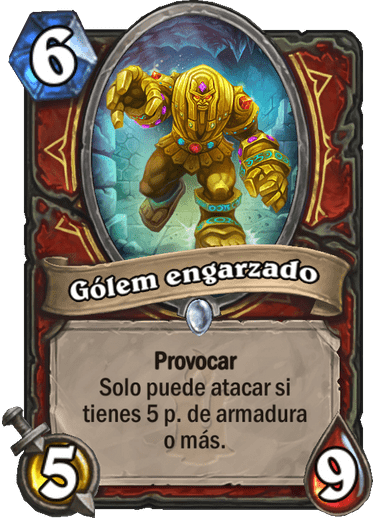 6
Gólem engarzado
Provocar
Solo puede atacar si
tienes 5 p. de armadura
o más.
5
9